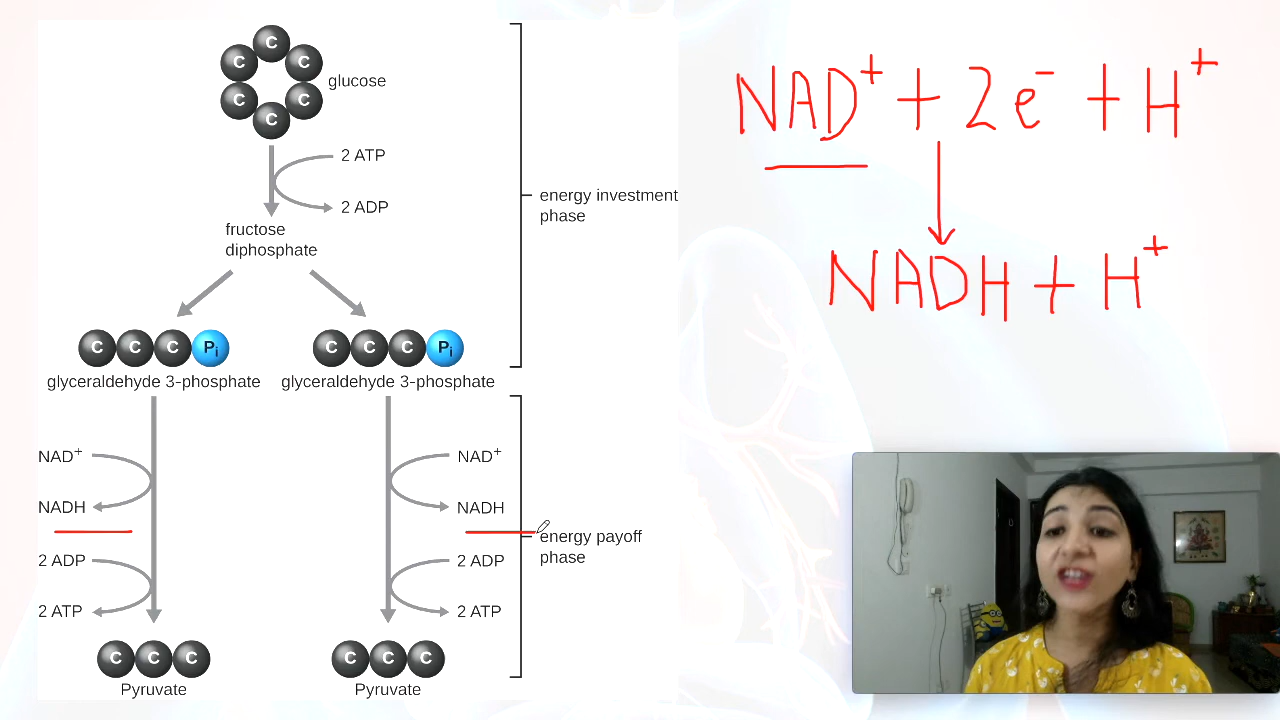 C
C C
glucose
C C
C
2 ATP
2 ADP
fructose
diphosphate
energy investment
phase
C C C Pi
C C C Pi
glyceraldehyde 3-phosphate
glyceraldehyde 3-phosphate
NAD+
NADH
2 ADP
2 ATP
NAD+
NADH
2 ADP
2 ATP
energy payoff
phase
C C C
C C C
Pyruvate
Pyruvate
NAD+ + 2e- + H+
NADH + H+